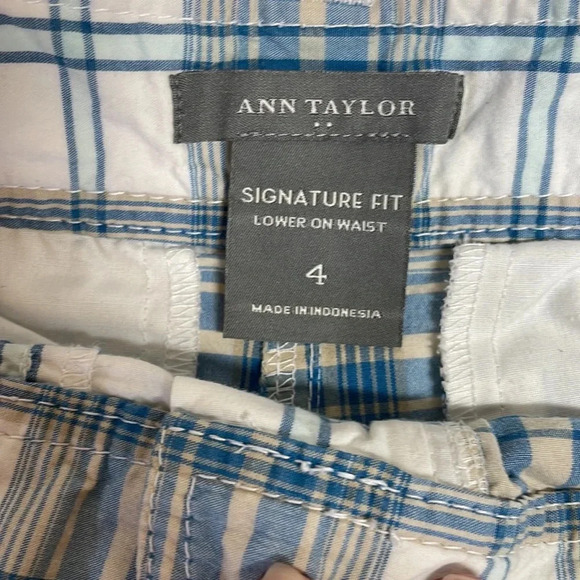 ANN TAYLOR
SIGNATURE FIT
LOWER ON WAIST
4
MADE IN INDONESIA